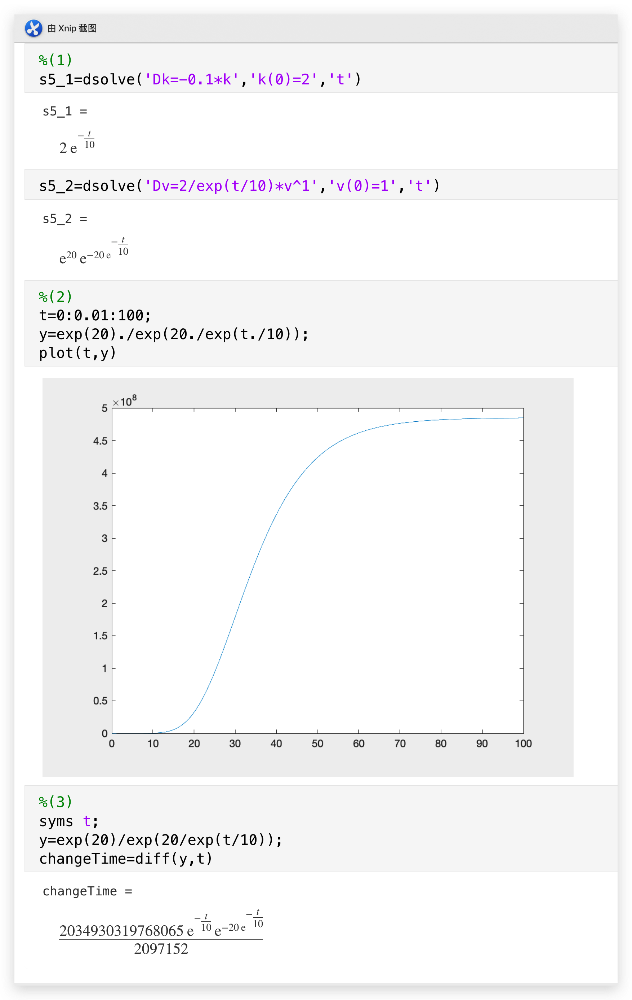 由 Xnip 截图
%(1)
s5_1=dsolve('Dk=-0.1*k','k(0)=2','t')
s5_1 =
2 e^{-\frac{t}{10}}
s5_2=dsolve('Dv=2/exp(t/10)*v^1','v(0)=1','t')
s5_2 =
e^{20} e^{-20 e^{-\frac{t}{10}}}
%(2)
t=0:0.01:100;
y=exp(20)./exp(20./exp(t./10));
plot(t,y)
×10^8
5
4.5
4
3.5
3
2.5
2
1.5
1
0.5
0
0 10 20 30 40 50 60 70 80 90 100
%(3)
syms t;
y=exp(20)/exp(20/exp(t/10));
changeTime=diff(y,t)
changeTime =
\frac{2034930319768065 e^{-\frac{t}{10}} e^{-20 e^{-\frac{t}{10}}}}{2097152}